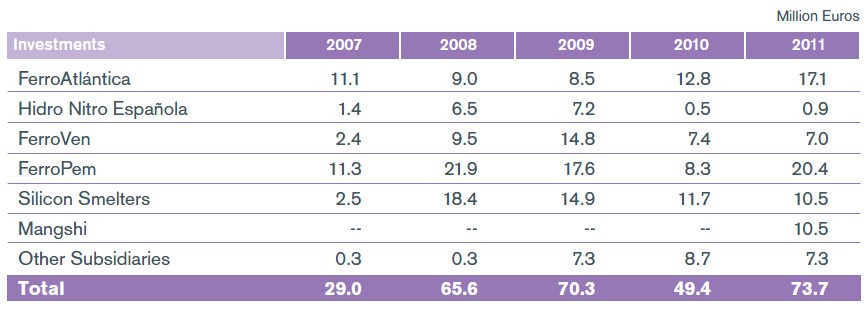 Million Euros
Investments 2007 2008 2009 2010 2011
FerroAtlántica 11.1 9.0 8.5 12.8 17.1
Hidro Nitro Española 1.4 6.5 7.2 0.5 0.9
FerroVen 2.4 9.5 14.8 7.4 7.0
FerroPem 11.3 21.9 17.6 8.3 20.4
Silicon Smelters 2.5 18.4 14.9 11.7 10.5
Mangshi -- -- -- -- 10.5
Other Subsidiaries 0.3 0.3 7.3 8.7 7.3
Total 29.0 65.6 70.3 49.4 73.7